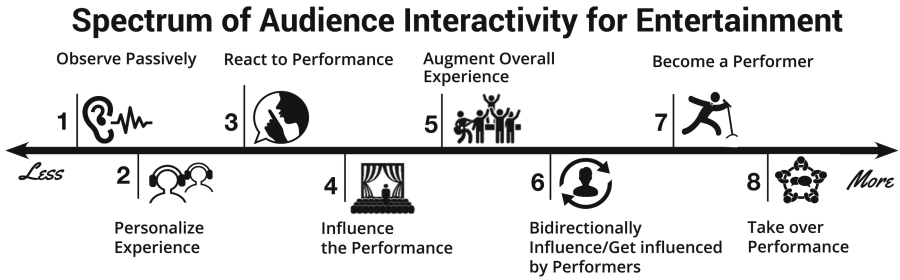 Spectrum of Audience Interactivity for Entertainment
Observe Passively
React to Performance
Augment Overall
Experience
Become a Performer
1
3
5
7
Less
2
4
6
8
More
Personalize
Experience
Influence
the Performance
Bidirectionally
Influence/Get influenced
by Performers
Take over
Performance